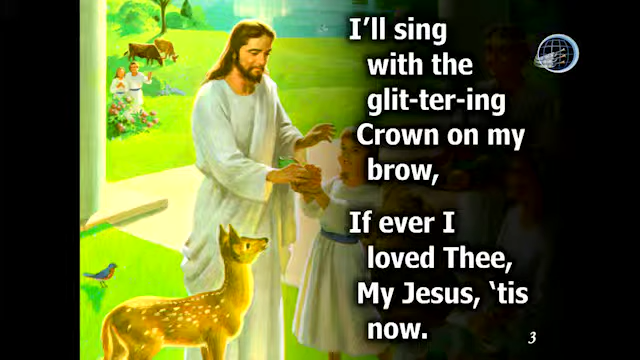 I’ll sing
with the
glit-ter-ing
Crown on my
brow,
If ever I
loved Thee,
My Jesus, ‘tis
now.
3